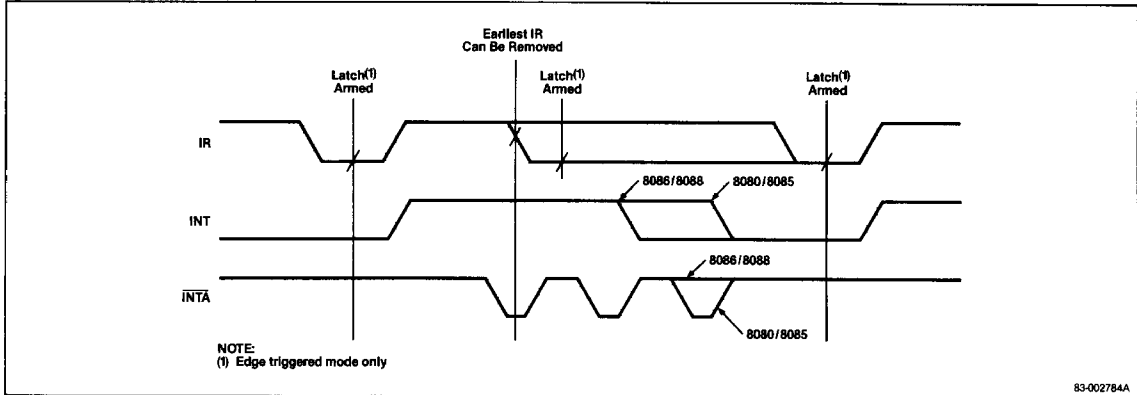 Earliest IR
Can Be Removed
Latch(1)
Armed
Latch(1)
Armed
Latch(1)
Armed
IR
8086/8088
8080/8085
INT
8086/8088
INTA
8080/8085
NOTE:
(1) Edge triggered mode only
83-002784A